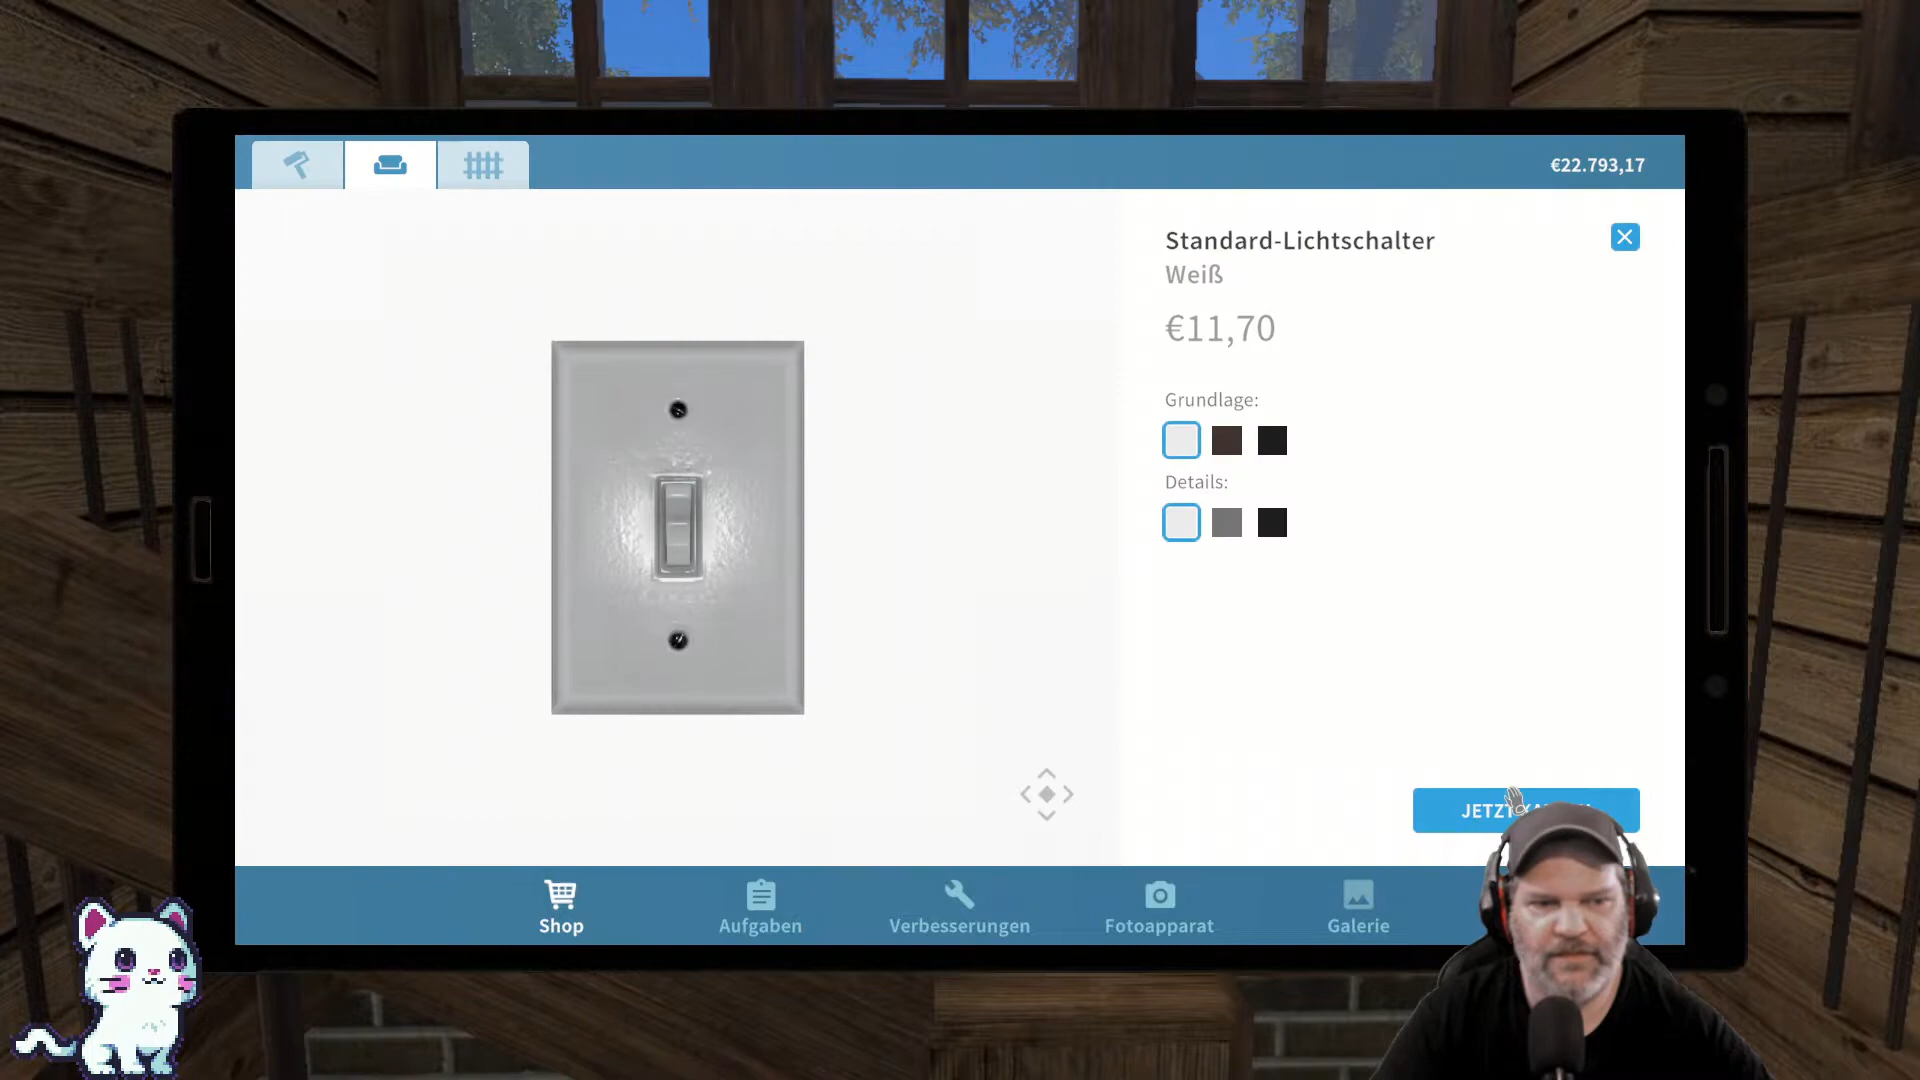 €22.793,17
Standard-Lichtschalter
Weiß
€11,70
Grundlage:
Details:
JETZT
Shop
Aufgaben
Verbesserungen
Fotoapparat
Galerie